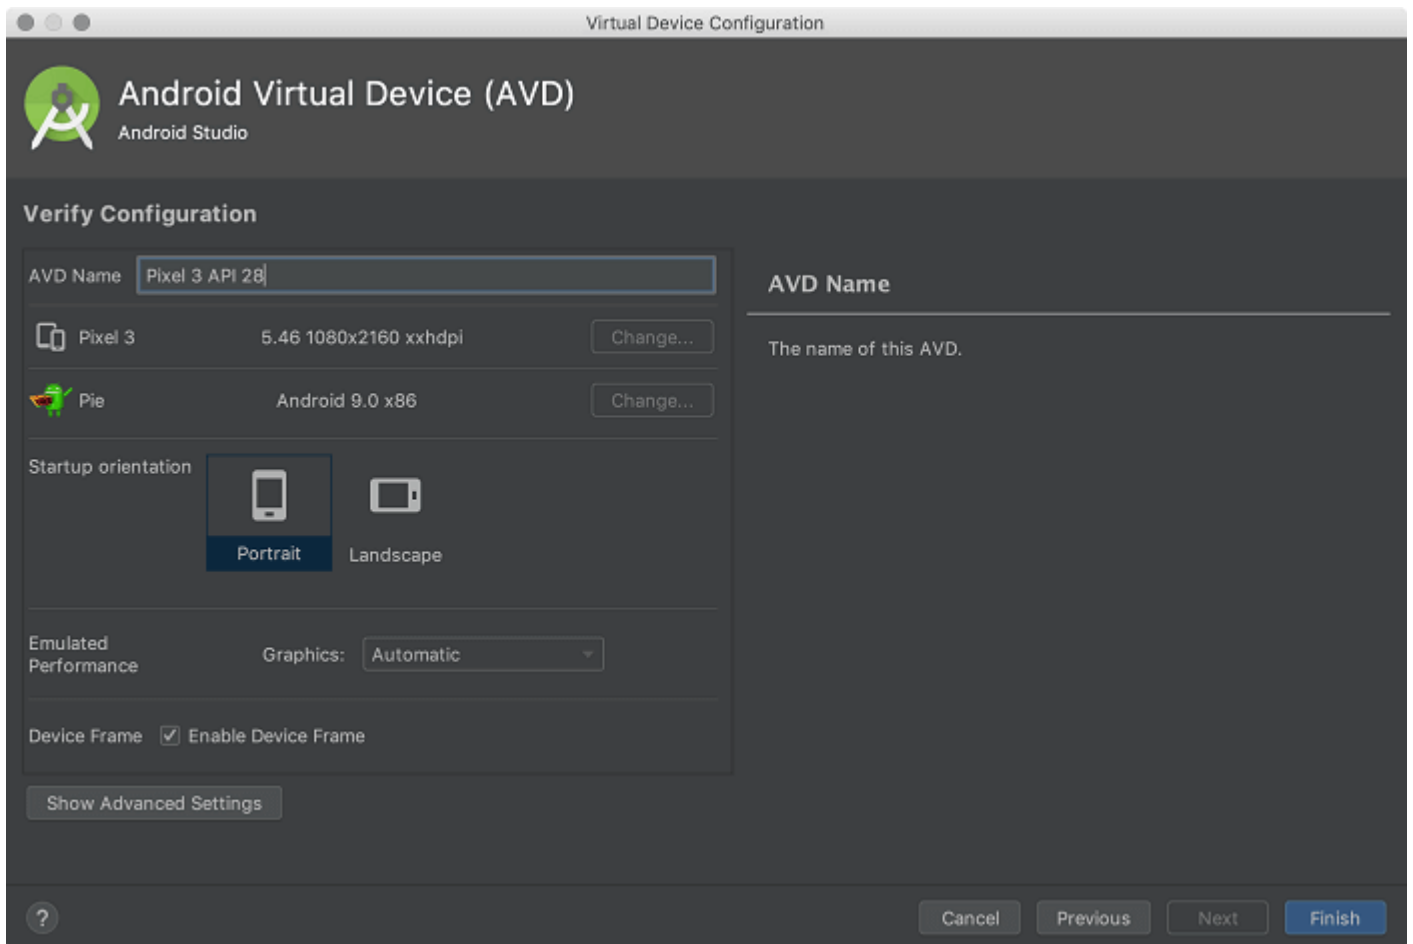 Virtual Device Configuration
Android Virtual Device (AVD)
Android Studio
Verify Configuration
AVD Name Pixel 3 API 28
Pixel 3 5.46 1080x2160 xxhdpi Change...
Pie Android 9.0 x86 Change...
Startup orientation
Portrait Landscape
Emulated
Performance
Graphics: Automatic
Device Frame Enable Device Frame
Show Advanced Settings
AVD Name
The name of this AVD.
? Cancel Previous Next Finish